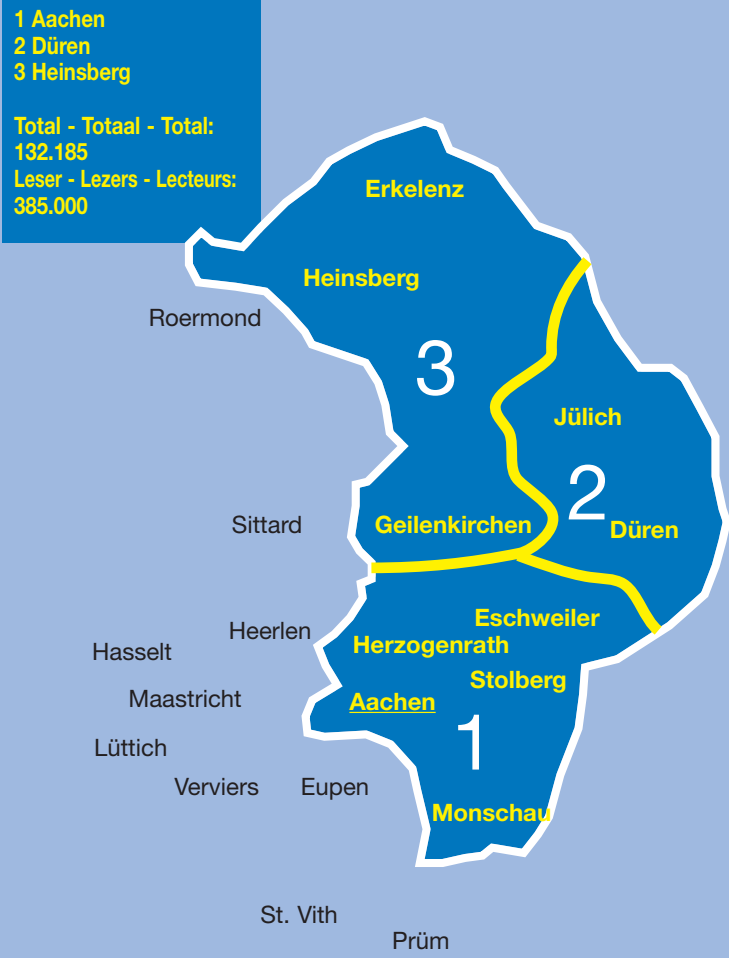 1 Aachen
2 Düren
3 Heinsberg
Total - Totaal - Total:
132.185
Leser - Lezers - Lecteurs:
385.000
Erkelenz
Heinsberg
Roermond
3
Jülich
2
Sittard
Geilenkirchen
Düren
Eschweiler
Heerlen
Herzogenrath
Hasselt
Stolberg
Maastricht
Aachen
1
Lüttich
Verviers
Eupen
Monschau
St. Vith
Prüm